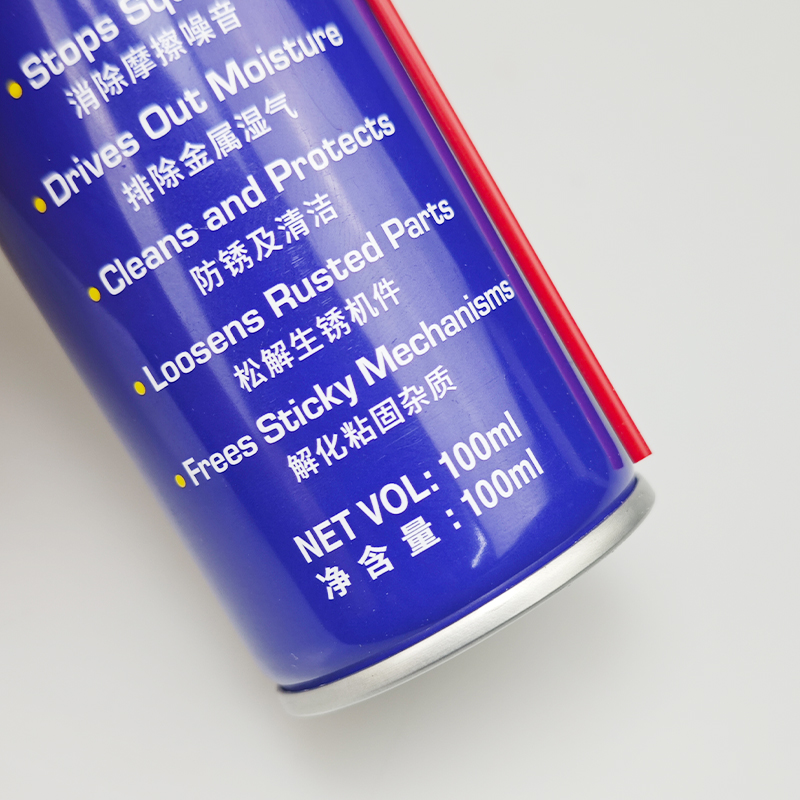 • Stops
消除摩擦噪音
• Drives Out Moisture
排除金属湿气
• Cleans and Protects
防锈及清洁
• Loosens Rusted Parts
松解生锈机件
• Frees Sticky Mechanisms
解化粘固杂质
NET VOL: 100ml
净含量:100ml